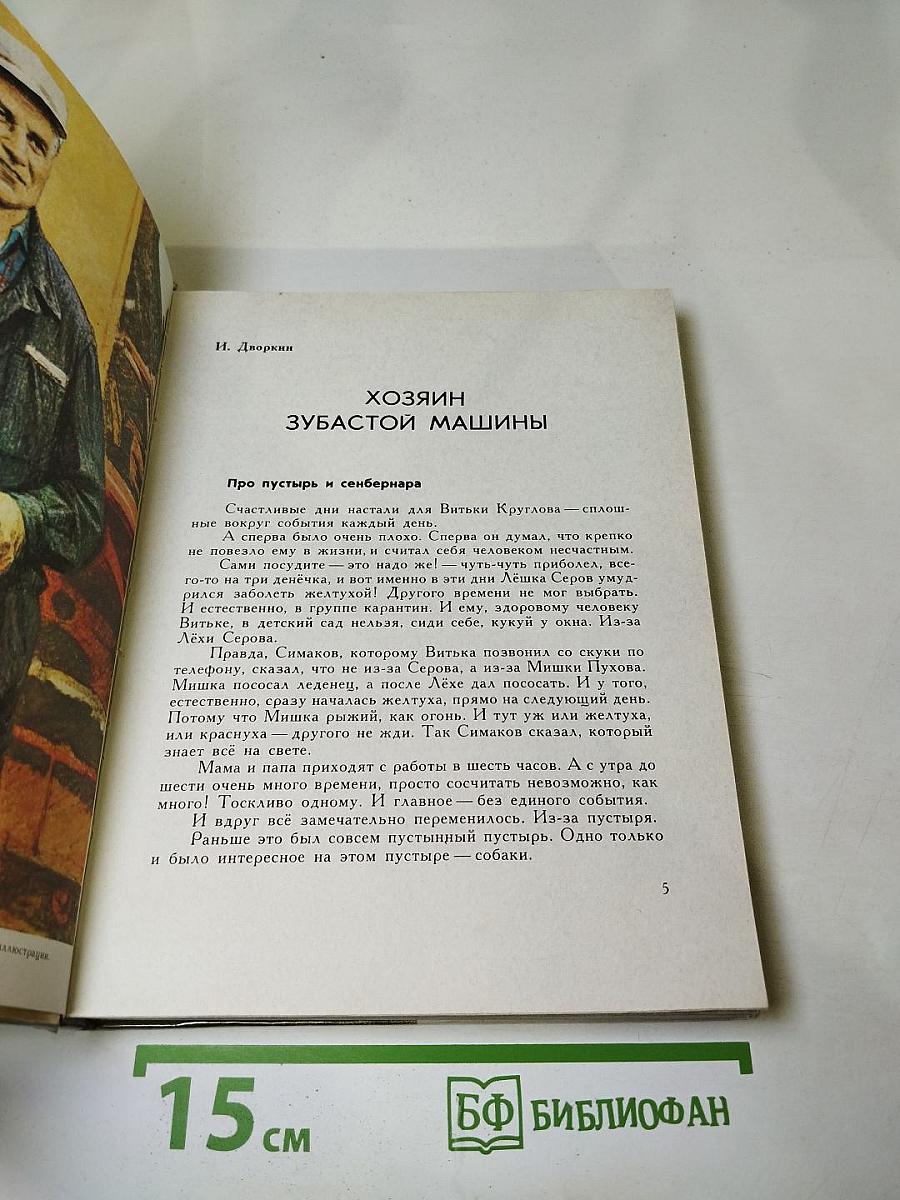 иллюстрации.
И. Дворкин
ХОЗЯИН
ЗУБАСТОЙ МАШИНЫ
Про пустырь и сенбернара
Счастливые дни настали для Витьки Круглова — сплош-
ные вокруг события каждый день.
А сперва было очень плохо. Сперва он думал, что крепко
не повезло ему в жизни, и считал себя человеком несчастным.
Сами посудите — это надо же! — чуть-чуть приболел, все-
го-то на три денёчка, и вот именно в эти дни Лёшка Серов умуд-
рился заболеть желтухой! Другого времени не мог выбрать.
И естественно, в группе карантин. И ему, здоровому человеку
Витьке, в детский сад нельзя, сиди себе, кукуй у окна. Из-за
Лёхи Серова.
Правда, Симаков, которому Витька позвонил со скуки по
телефону, сказал, что не из-за Серова, а из-за Мишки Пухова.
Мишка пососал леденец, а после Лёхе дал пососать. И у того,
естественно, сразу началась желтуха, прямо на следующий день.
Потому что Мишка рыжий, как огонь. И тут уж или желтуха,
или краснуха — другого не жди. Так Симаков сказал, который
знает всё на свете.
Мама и папа приходят с работы в шесть часов. А с утра до
шести очень много времени, просто сосчитать невозможно, как
много! Тоскливо одному. И главное — без единого события.
И вдруг всё замечательно переменилось. Из-за пустыря.
Раньше это был совсем пустынный пустырь. Одно только
и было интересное на этом пустыре — собаки.
5
15 см
БФ БИБЛИОФАН